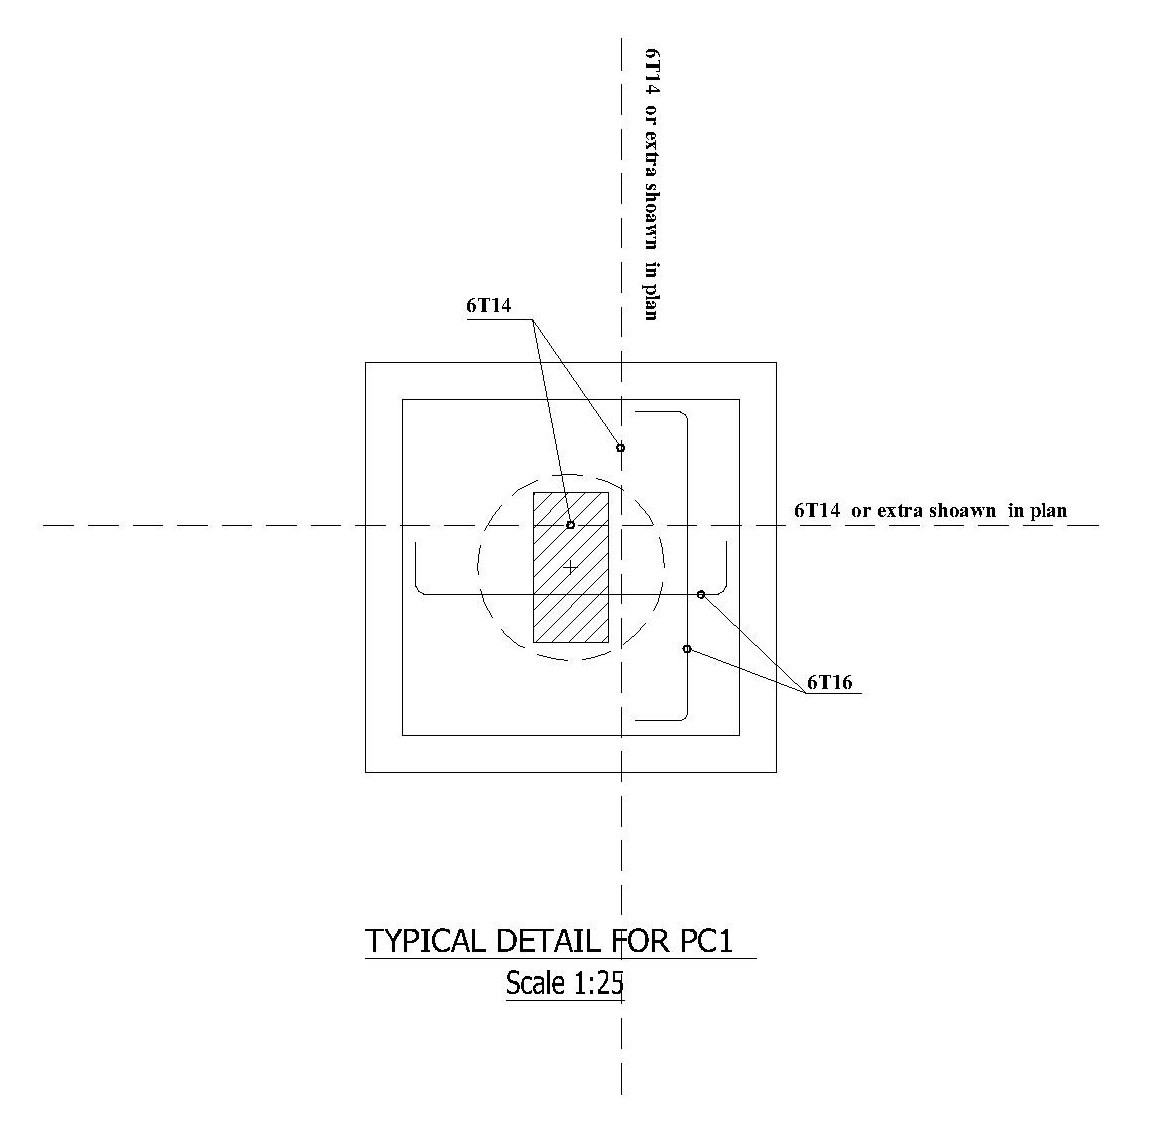 6T14 or extra shoawn in plan
6T14
6T14 or extra shoawn in plan
6T16
TYPICAL DETAIL FOR PC1
Scale 1:25